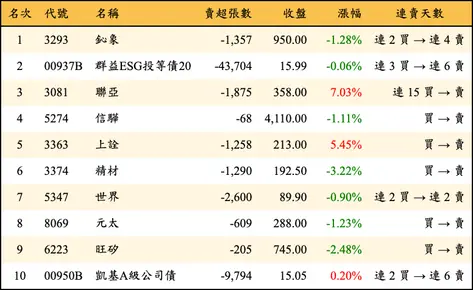 名次 代號 名稱 賣超張數 收盤 漲幅 連賣天數
1 3293 鈊象 -1,357 950.00 -1.28% 連 2 買 → 連 4 賣
2 00937B 群益ESG投等債20 -43,704 15.99 -0.06% 連 3 買 → 連 6 賣
3 3081 聯亞 -1,875 358.00 7.03% 連 15 買 → 賣
4 5274 信驊 -68 4,110.00 -1.11% 買 → 賣
5 3363 上詮 -1,258 213.00 5.45% 買 → 賣
6 3374 精材 -1,290 192.50 -3.22% 買 → 賣
7 5347 世界 -2,600 89.90 -0.90% 連 2 買 → 連 2 賣
8 8069 元太 -609 288.00 -1.23% 買 → 賣
9 6223 旺矽 -205 745.00 -2.48% 買 → 賣
10 00950B 凱基A級公司債 -9,794 15.05 0.20% 連 2 買 → 連 6 賣